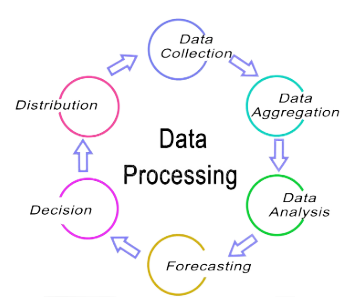 Data
Collection
Data
Aggregation
Data
Analysis
Forecasting
Decision
Distribution
Data
Processing